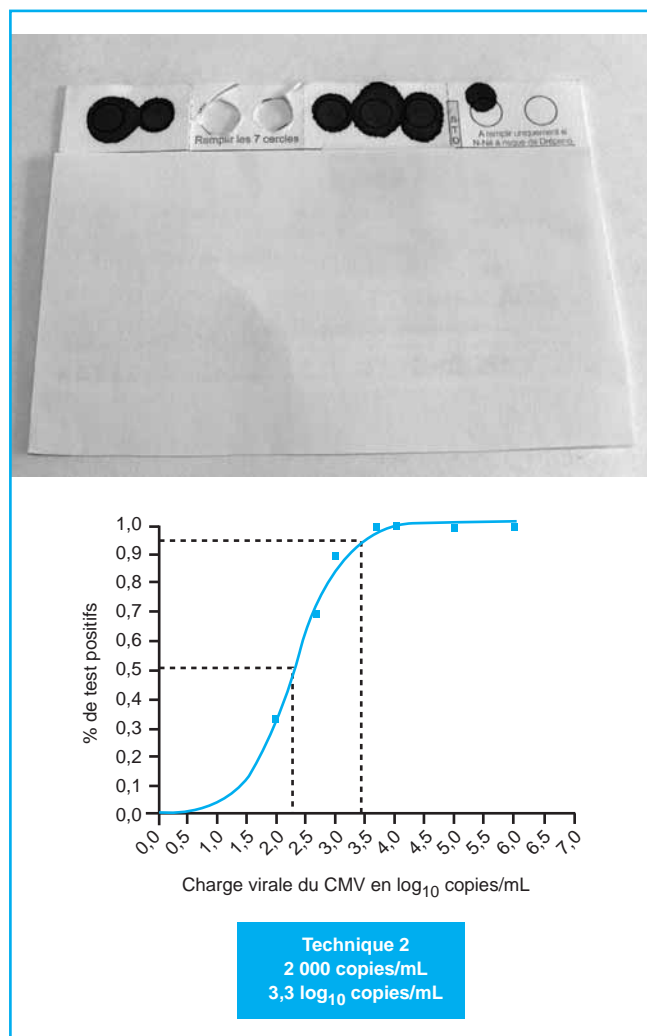 Remplir les 7 cercles
S
T
D
A remplir uniquement si
N-Né à risque de Drépano.
% de test positifs
1,0
0,9
0,8
0,7
0,6
0,5
0,4
0,3
0,2
0,1
0,0
0,0 0,5 1,0 1,5 2,0 2,5 3,0 3,5 4,0 4,5 5,0 5,5 6,0 6,5 7,0
Charge virale du CMV en log10 copies/mL
Technique 2
2 000 copies/mL
3,3 log10 copies/mL